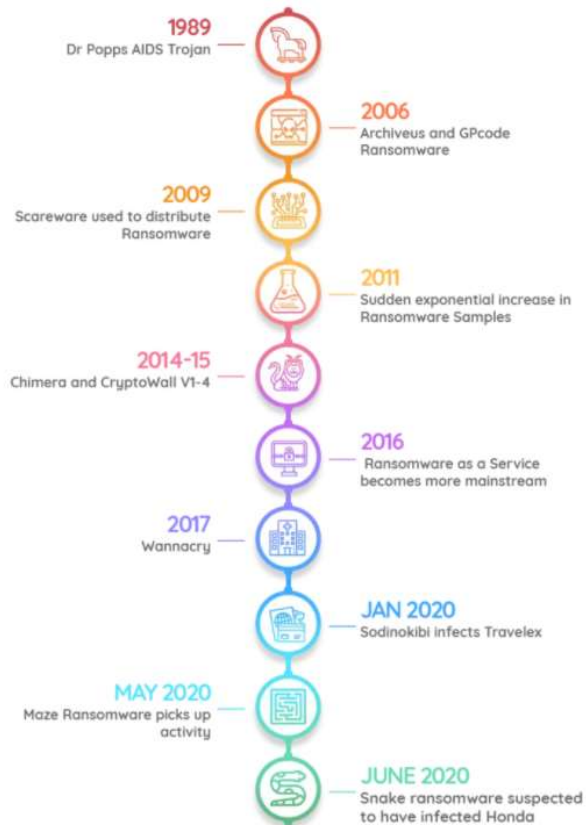 1989
Dr Popps AIDS Trojan
2006
Archiveus and GPcode
Ransomware
2009
Scareware used to distribute
Ransomware
2011
Sudden exponential increase in
Ransomware Samples
2014-15
Chimera and CryptoWall V1-4
2016
Ransomware as a Service
becomes more mainstream
2017
Wannacry
JAN 2020
Sodinokibi infects Travelex
MAY 2020
Maze Ransomware picks up
activity
JUNE 2020
Snake ransomware suspected
to have infected Honda